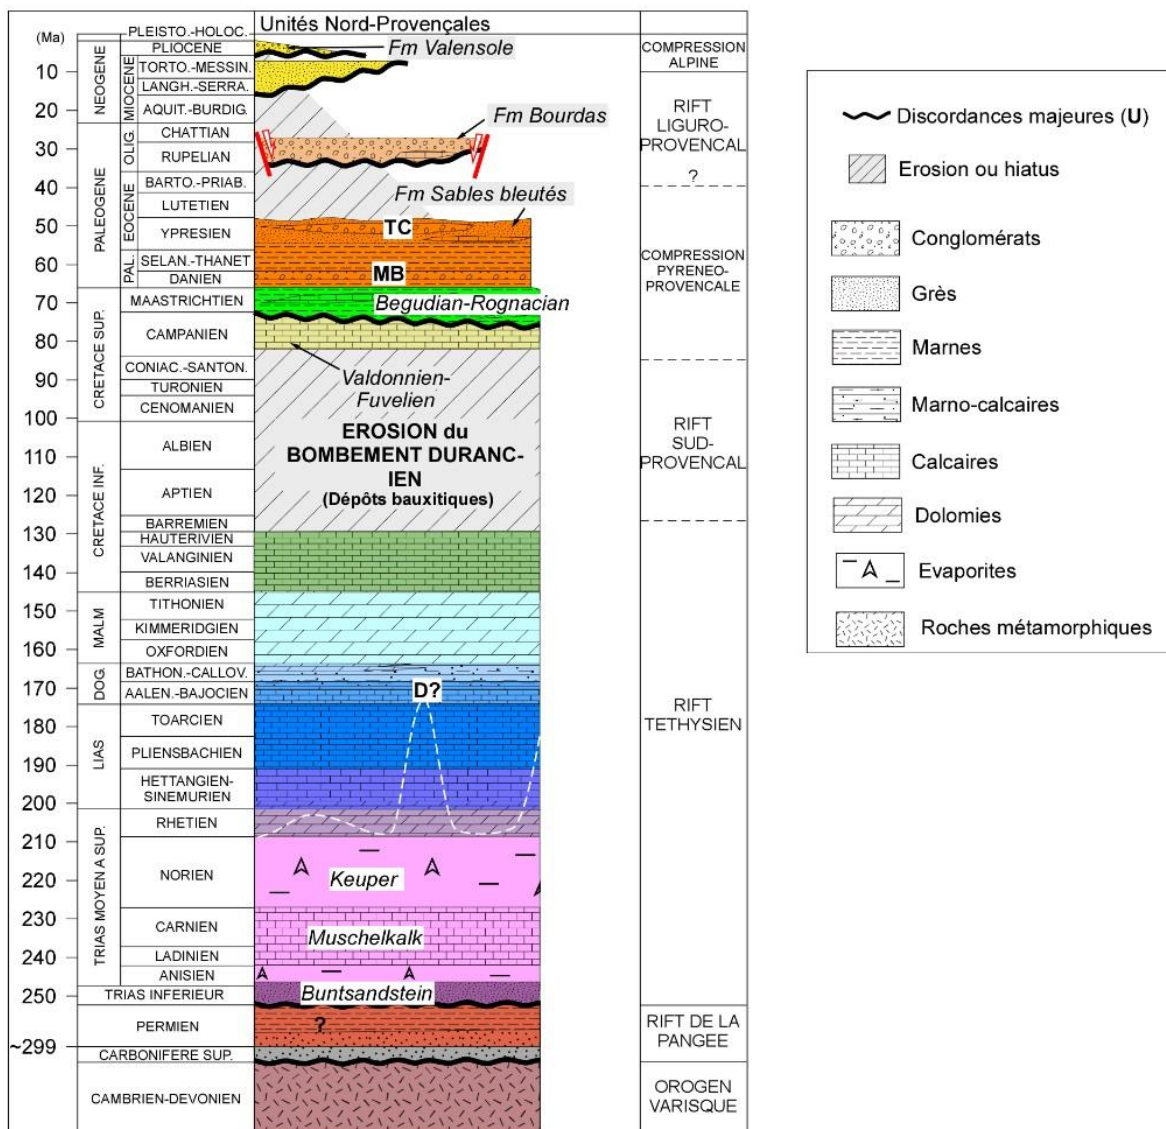 Unités Nord-Provençales
(Ma)
PLEISTO.-HOLOC.
NEOGENE
PLIOCENE
Fm Valensole
COMPRESSION
ALPINE
MIOCENE
TORTO.-MESSIN.
10
LANGH.-SERRA.
20
AQUIT.-BURDIG.
RIFT
LIGURO-
PROVENCAL
?
Fm Bourdas
PALEOGENE
OLIG.
CHATTIAN
30
RUPELIAN
40
EOCENE
BARTO.-PRIAB.
Fm Sables bleutés
LUTETIEN
50
YPRESIEN
TC
COMPRESSION
PYRENEO-
PROVENCALE
PAL.
SELAN.-THANET
60
DANIEN
MB
CRETACE SUP.
70
MAASTRICHTIEN
Begudian-Rognacian
80
CAMPANIEN
Valdonnien-
Fuvelien
CONIAC.-SANTON.
90
TURONIEN
CENOMANIEN
100
RIFT
SUD-
PROVENCAL
CRETACE INF.
ALBIEN
EROSION du
BOMBEMENT DURANC-
IEN
(Dépôts bauxitiques)
110
APTIEN
120
BARREMIEN
130
HAUTERIVIEN
VALANGINIEN
140
BERRIASIEN
MALM
TITHONIEN
150
KIMMERIDGIEN
160
OXFORDIEN
DOG.
BATHON.-CALLOV.
170
AALEN.-BAJOCIEN
D?
RIFT
TETHYSIEN
LIAS
TOARCIEN
180
PLIENSBACHIEN
190
HETTANGIEN-
SINEMURIEN
200
TRIAS MOYEN A SUP.
RHETIEN
210
NORIEN
Keuper
220
230
CARNIEN
Muschelkalk
240
LADINIEN
ANISIEN
250
TRIAS INFERIEUR
Buntsandstein
PERMIEN
?
RIFT DE LA
PANGEE
~299
CARBONIFERE SUP.
CAMBRIEN-DEVONIEN
OROGEN
VARISQUE
Discordances majeures (U)
Erosion ou hiatus
Conglomérats
Grès
Marnes
Marno-calcaires
Calcaires
Dolomies
Evaporites
Roches métamorphiques